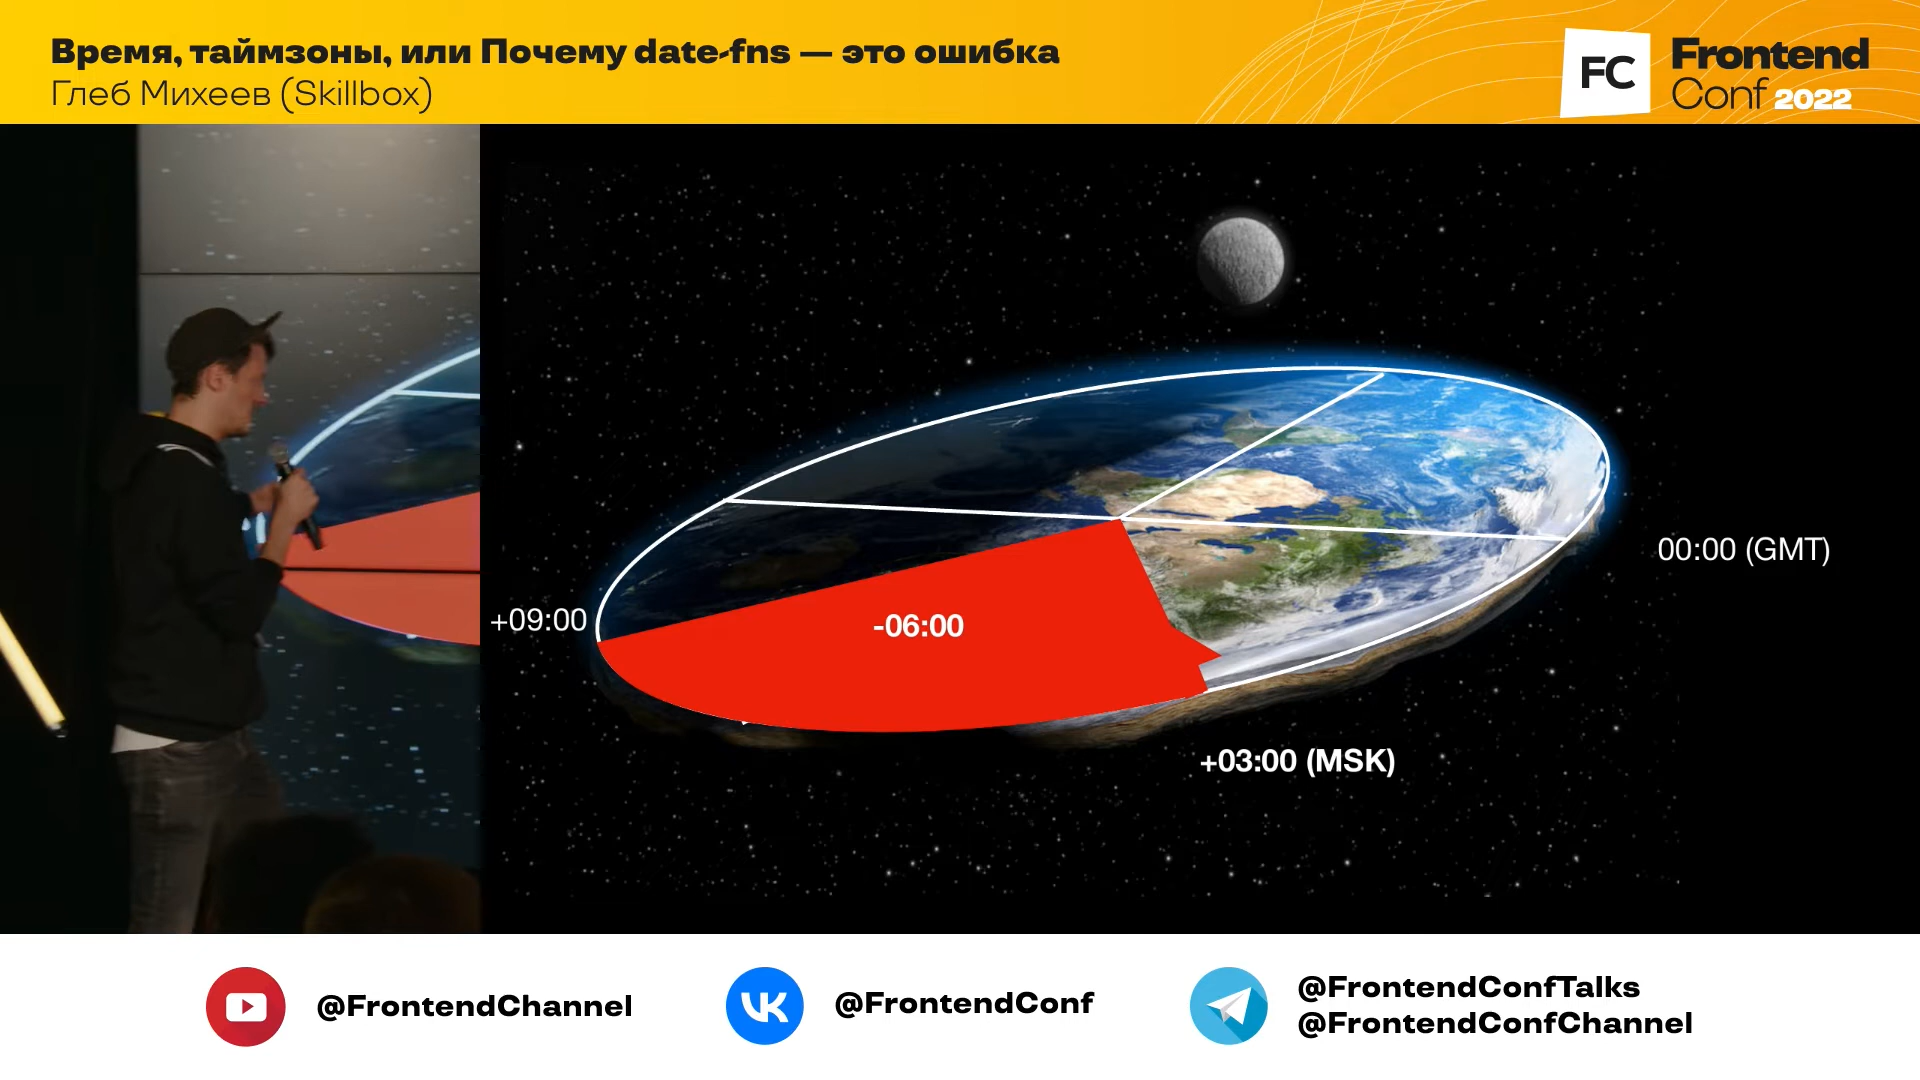 Время, таймзоны, или Почему date-fns — это ошибка
Глеб Михеев (Skillbox)
FC
Frontend
Conf 2022
00:00 (GMT)
+09:00
-06:00
+03:00 (MSK)
@FrontendChannel
@FrontendConf
@FrontendConfTalks
@FrontendConfChannel